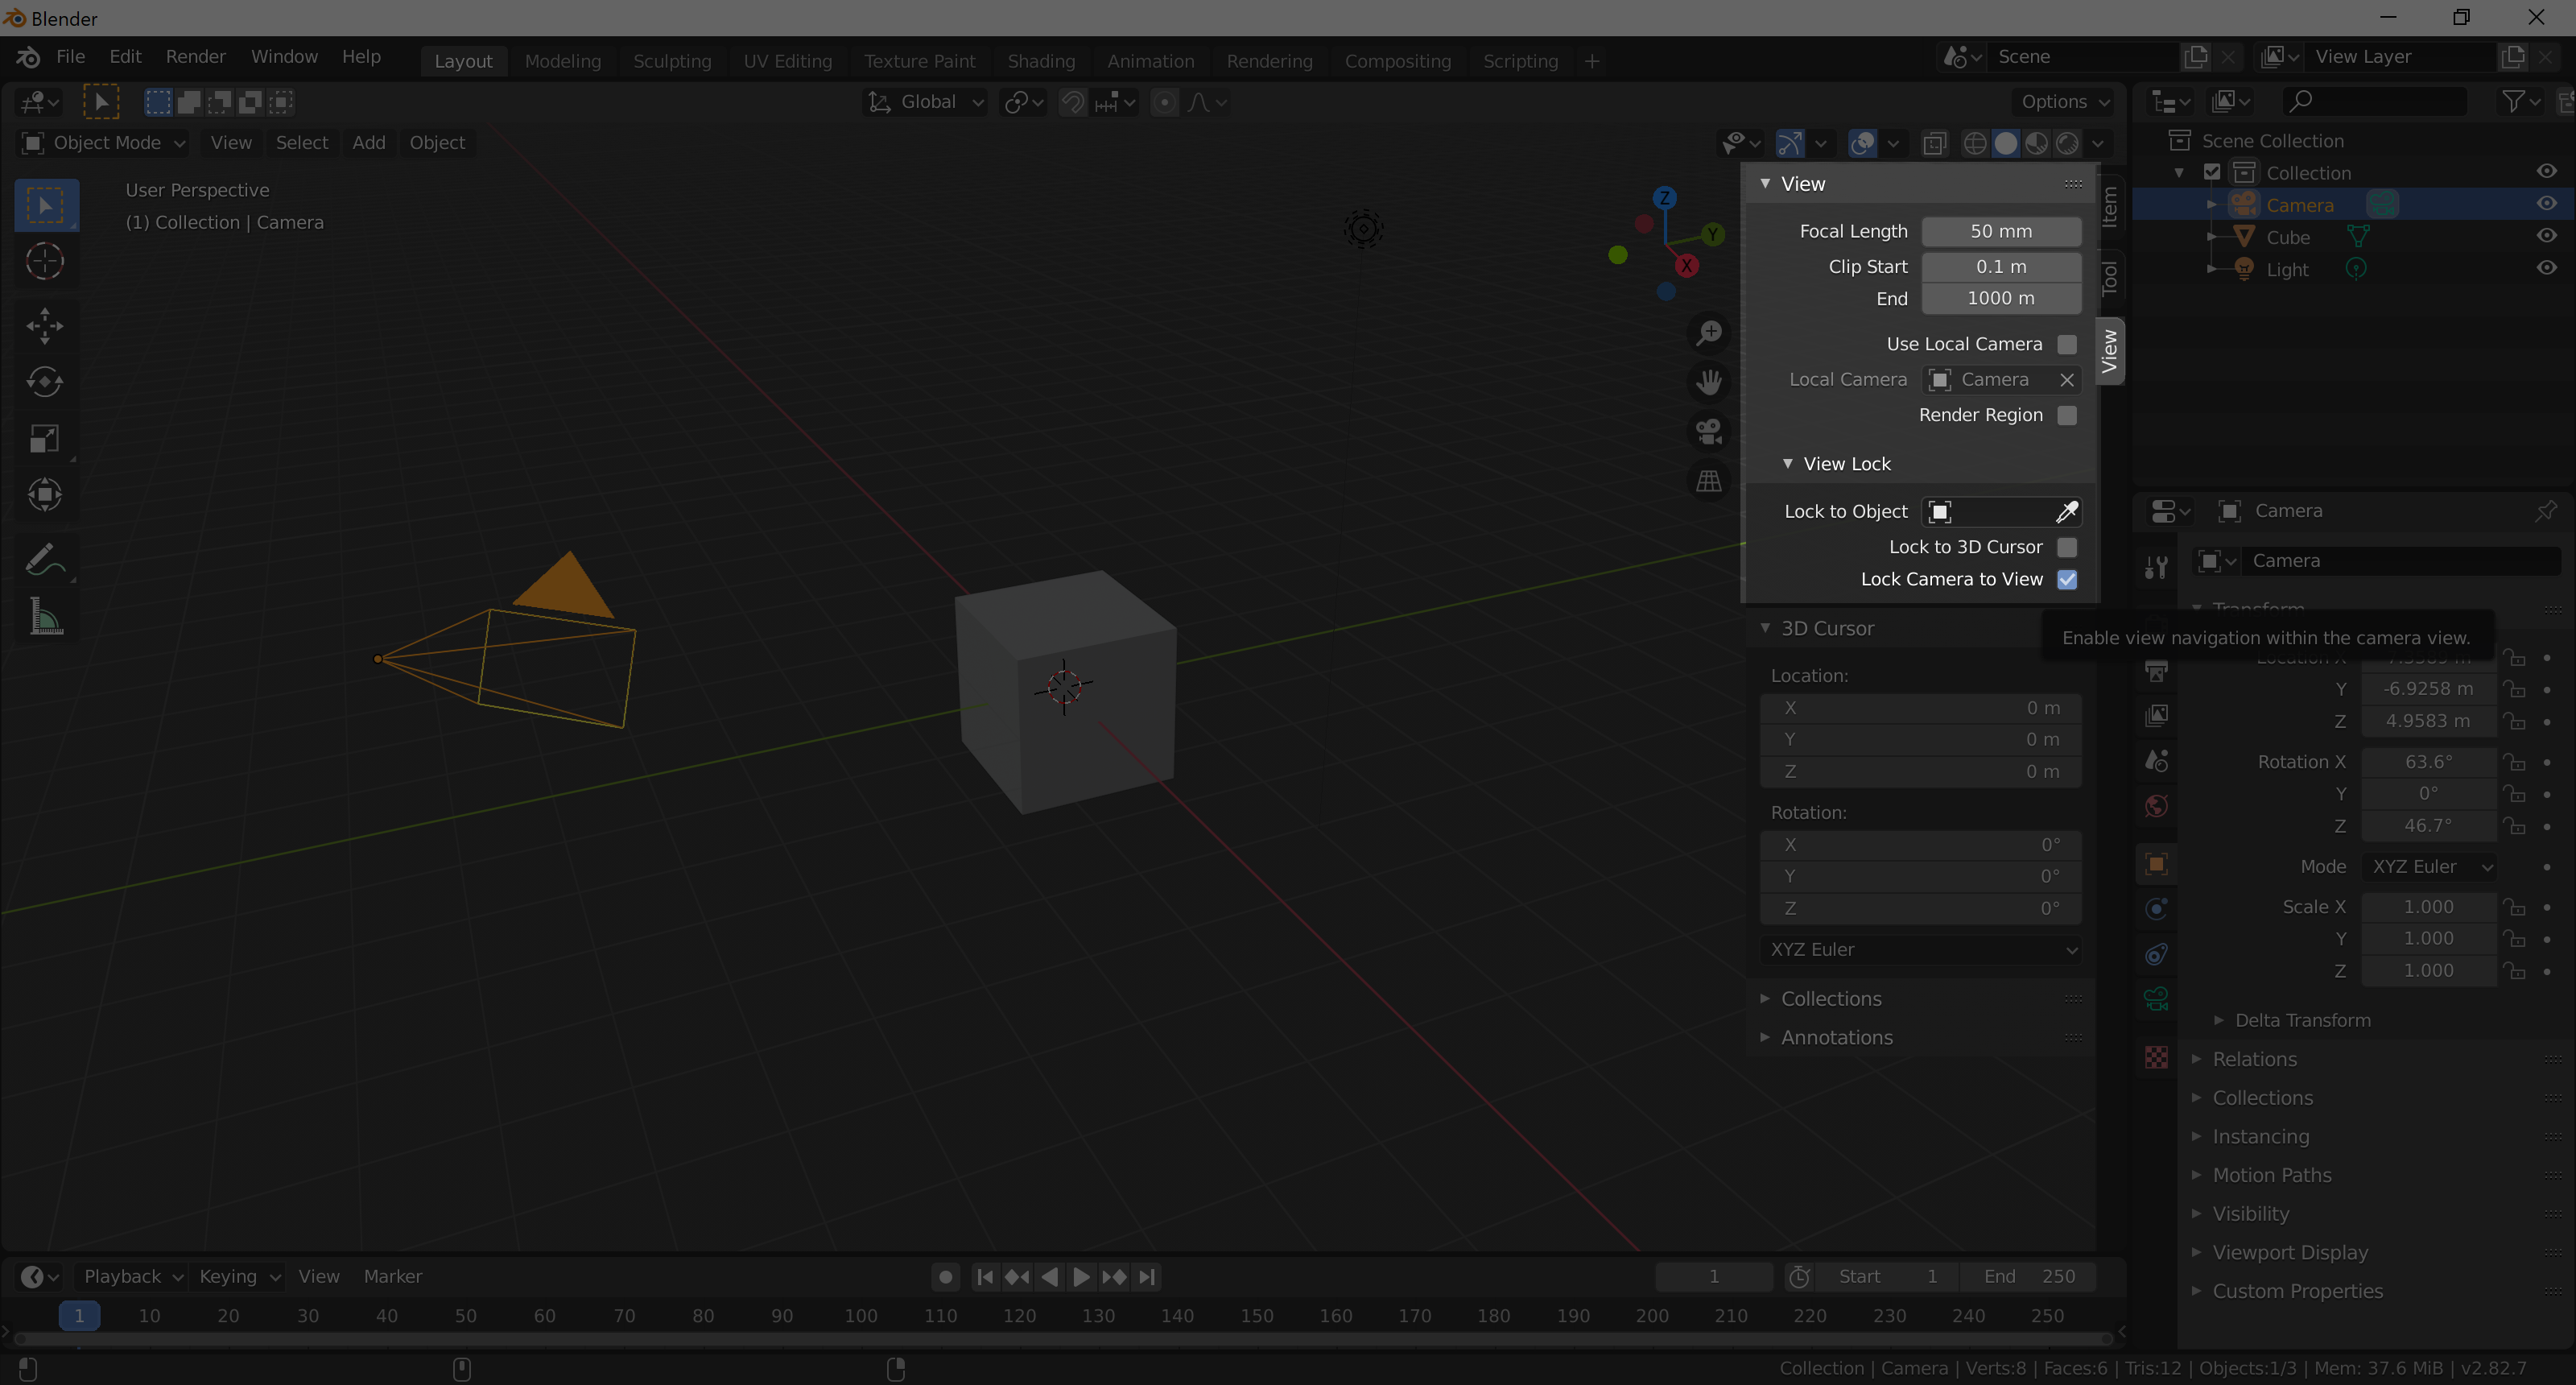 Blender
File Edit Render Window Help Layout Modeling Sculpting UV Editing Texture Paint Shading Animation Rendering Compositing Scripting + Scene View Layer
Global Options
Object Mode View Select Add Object
User Perspective
(1) Collection | Camera
Z
Y
X
View
Focal Length 50 mm
Clip Start 0.1 m
End 1000 m
Use Local Camera
Local Camera Camera
Render Region
View Lock
Lock to Object
Lock to 3D Cursor
Lock Camera to View
Enable view navigation within the camera view.
3D Cursor
Location:
X 0 m
Y 0 m
Z 0 m
Rotation:
X 0°
Y 0°
Z 0°
XYZ Euler
Collections
Annotations
Item
Tool
View
Scene Collection
Collection
Camera
Cube
Light
Camera
Camera
Transform
Location X
Y -6.9258 m
Z 4.9583 m
Rotation X 63.6°
Y 0°
Z 46.7°
Mode XYZ Euler
Scale X 1.000
Y 1.000
Z 1.000
Delta Transform
Relations
Collections
Instancing
Motion Paths
Visibility
Viewport Display
Custom Properties
Playback Keying View Marker 1 Start 1 End 250
1 10 20 30 40 50 60 70 80 90 100 110 120 130 140 150 160 170 180 190 200 210 220 230 240 250
Collection | Camera | Verts:8 | Faces:6 | Tris:12 | Objects:1/3 | Mem: 37.6 MiB | v2.82.7